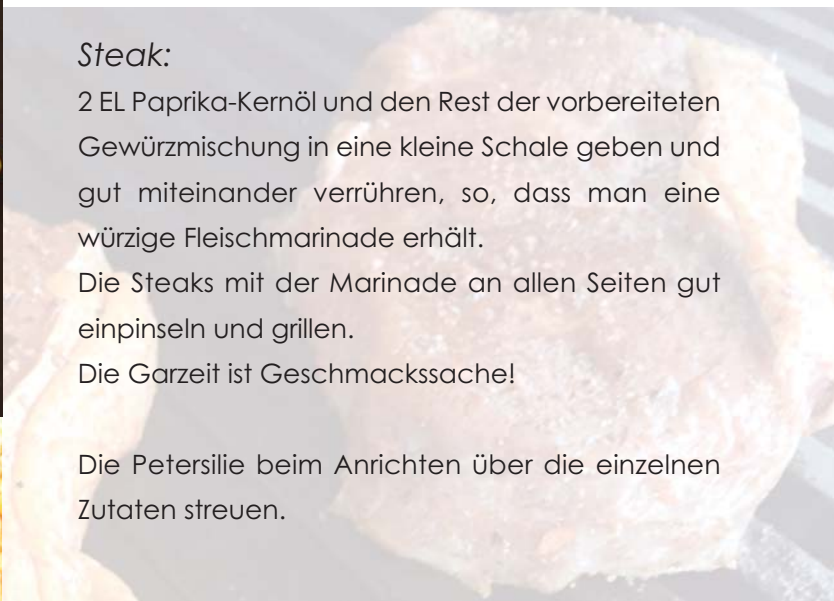 Steak:
2 EL Paprika-Kernöl und den Rest der vorbereiteten
Gewürzmischung in eine kleine Schale geben und
gut miteinander verrühren, so, dass man eine
würzige Fleischmarinade erhält.
Die Steaks mit der Marinade an allen Seiten gut
einpinseln und grillen.
Die Garzeit ist Geschmackssache!
Die Petersilie beim Anrichten über die einzelnen
Zutaten streuen.